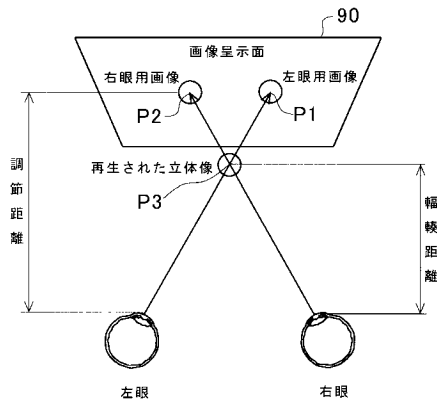 90
画像呈示面
右眼用画像
左眼用画像
P2
P1
再生された立体像
P3
調節距離
輻輳距離
左眼
右眼